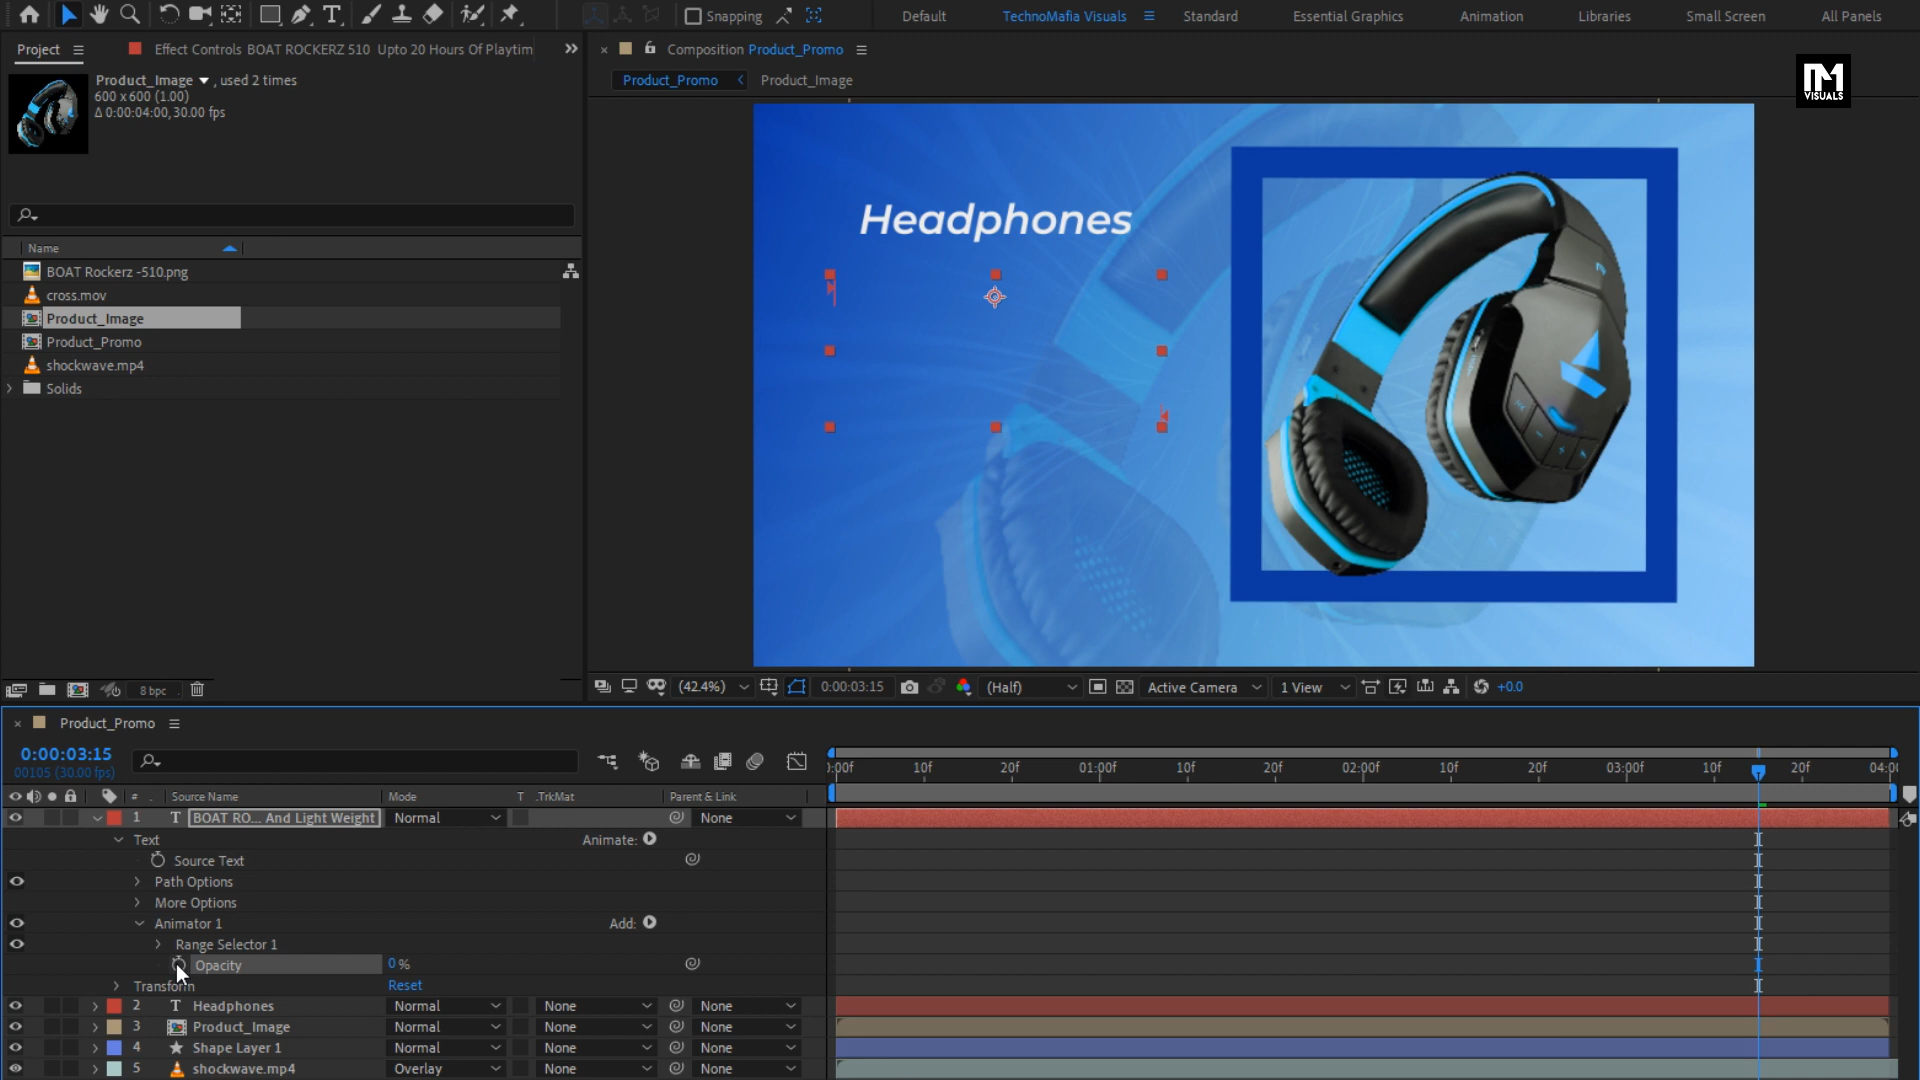 Snapping
Default
TechnoMafia Visuals
Standard
Essential Graphics
Animation
Libraries
Small Screen
All Panels
Project
Effect Controls BOAT ROCKERZ 510 Upto 20 Hours Of Playtim
Composition Product_Promo
Product_Image , used 2 times
600 x 600 (1.00)
Δ 0:00:04:00, 30.00 fps
Product_Promo
Product_Image
VISUALS
Headphones
Name
BOAT Rockerz -510.png
cross.mov
Product_Image
Product_Promo
shockwave.mp4
Solids
8 bpc
(42.4%)
0:00:03:15
(Half)
Active Camera
1 View
+0.0
Product_Promo
0:00:03:15
00105 (30.00 fps)
):00f 10f 20f 01:00f 10f 20f 02:00f 10f 20f 03:00f 10f 20f 04:00
# . Source Name Mode T .TrkMat Parent & Link
1 T BOAT RO... And Light Weight Normal None
Text Animate:
Source Text
Path Options
More Options
Animator 1 Add:
Range Selector 1
Opacity 0 %
Transform Reset
2 T Headphones Normal None None
3 Product_Image Normal None None
4 Shape Layer 1 Normal None None
5 shockwave.mp4 Overlay None None